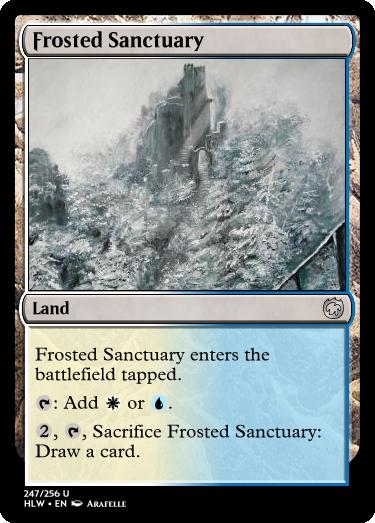 Frosted Sanctuary
Land
Frosted Sanctuary enters the
battlefield tapped.
: Add or .
2, , Sacrifice Frosted Sanctuary:
Draw a card.
247/256 U
HLW • EN Arafelle